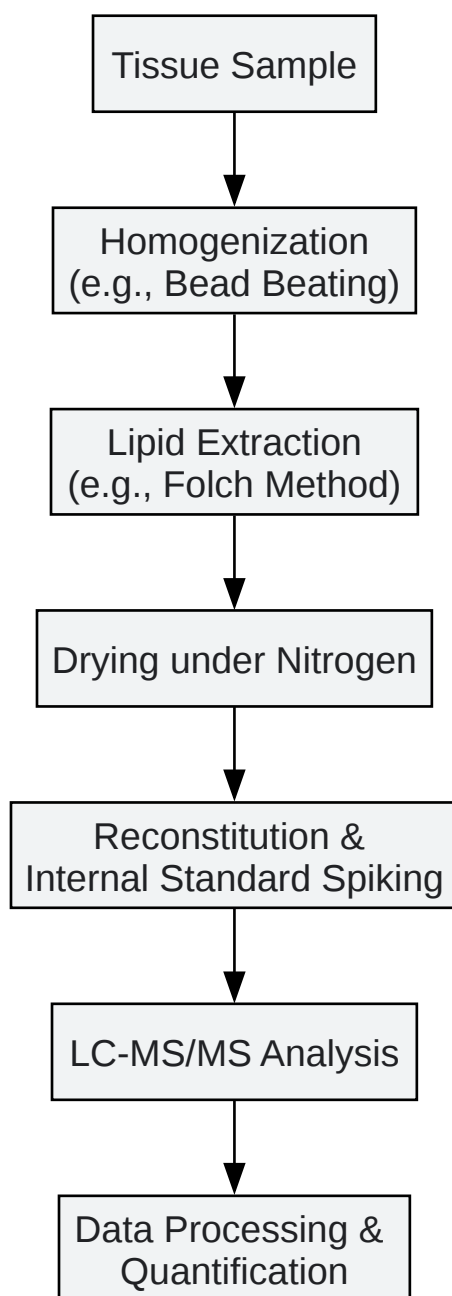 Tissue Sample
Homogenization
(e.g., Bead Beating)
Lipid Extraction
(e.g., Folch Method)
Drying under Nitrogen
Reconstitution &
Internal Standard Spiking
LC-MS/MS Analysis
Data Processing &
Quantification